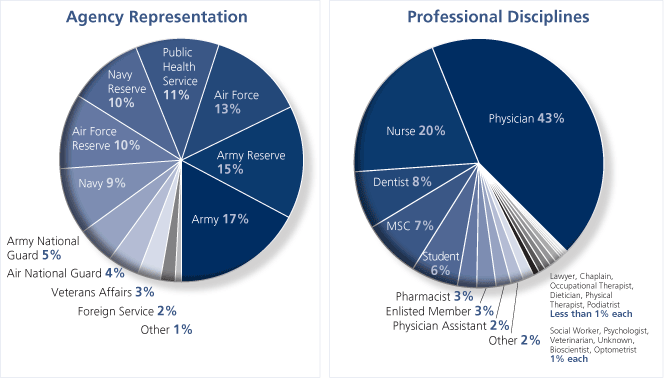 Agency Representation
Public
Health
Service
11%
Air Force
13%
Army Reserve
15%
Army 17%
Navy
Reserve
10%
Air Force
Reserve 10%
Navy 9%
Army National
Guard 5%
Air National Guard 4%
Veterans Affairs 3%
Foreign Service 2%
Other 1%
Professional Disciplines
Physician 43%
Nurse 20%
Dentist 8%
MSC 7%
Student
6%
Pharmacist 3%
Enlisted Member 3%
Physician Assistant 2%
Other 2%
Lawyer, Chaplain,
Occupational Therapist,
Dietician, Physical
Therapist, Podiatrist
Less than 1% each
Social Worker, Psychologist,
Veterinarian, Unknown,
Bioscientist, Optometrist
1% each